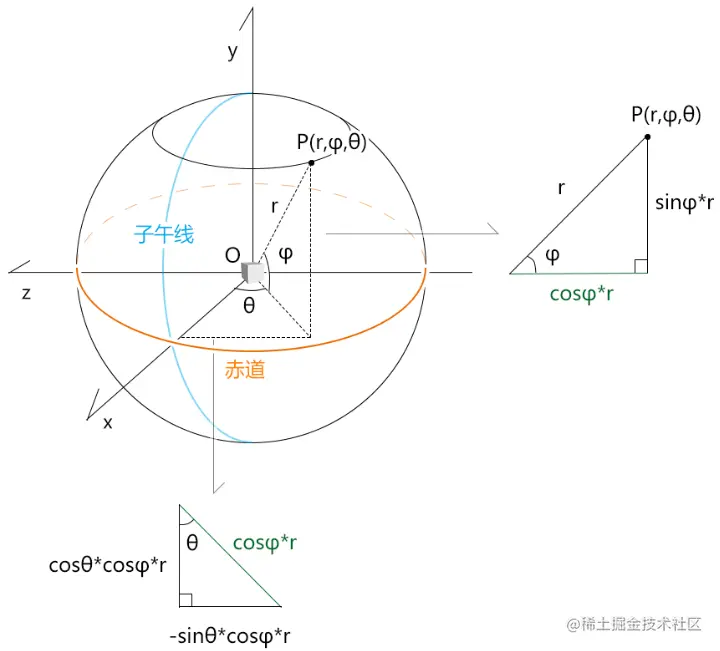 y
P(r,φ,θ)
P(r,φ,θ)
r
r
sinφ*r
子午线
O
φ
φ
z
θ
cosφ*r
赤道
x
θ
cosφ*r
cosθ*cosφ*r
-sinθ*cosφ*r
@稀土掘金技术社区